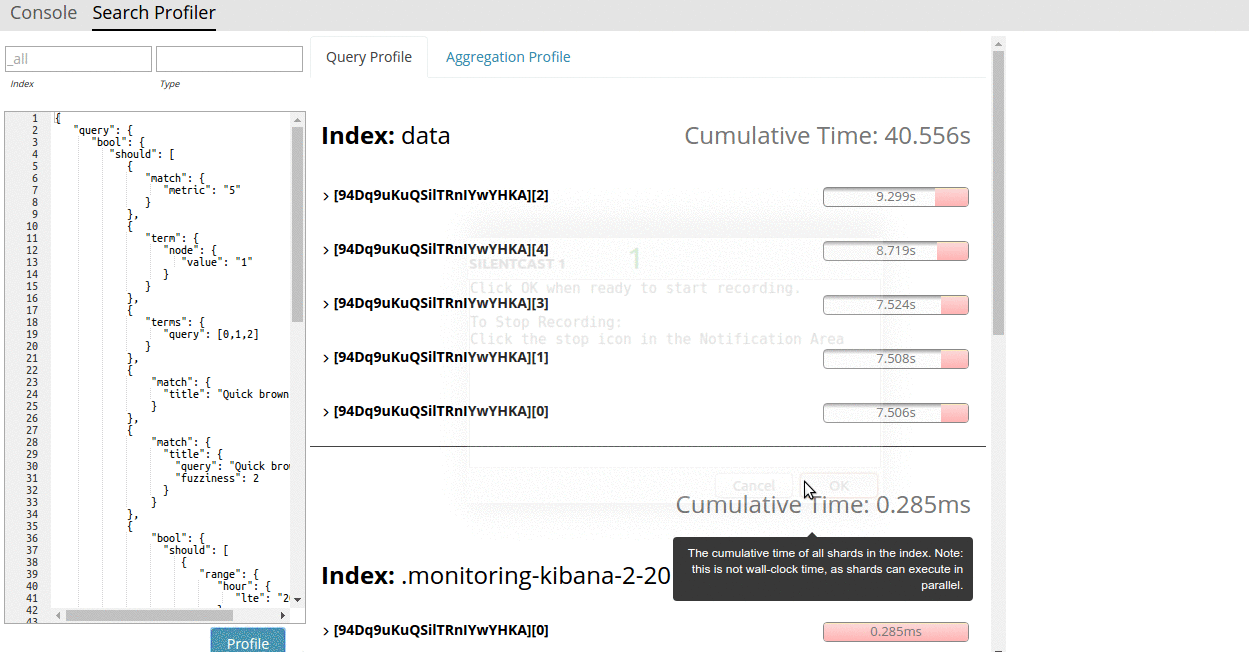 Console Search Profiler
_all
Index Type
1 {
2 "query": {
3 "bool": {
4 "should": [
5 {
6 "match": {
7 "metric": "5"
8 }
9 },
10 {
11 "term": {
12 "node": {
13 "value": "1"
14 }
15 }
16 },
17 {
18 "terms": {
19 "query": [0,1,2]
20 }
21 },
22 {
23 "match": {
24 "title": "Quick brown
25 }
26 },
27 {
28 "match": {
29 "title": {
30 "query": "Quick bro
31 "fuzziness": 2
32 }
33 }
34 },
35 {
36 "bool": {
37 "should": [
38 {
39 "range": {
40 "hour": {
41 "lte": "2
42 }
43
Profile
Query Profile Aggregation Profile
Index: data Cumulative Time: 40.556s
> [94Dq9uKuQSilTRnIYwYHKA][2] 9.299s
> [94Dq9uKuQSilTRnIYwYHKA][4] 8.719s
> [94Dq9uKuQSilTRnIYwYHKA][3] 7.524s
> [94Dq9uKuQSilTRnIYwYHKA][1] 7.508s
> [94Dq9uKuQSilTRnIYwYHKA][0] 7.506s
SILENTCAST 1 1
Click OK when ready to start recording.
To Stop Recording:
Click the stop icon in the Notification Area
Cancel OK
Cumulative Time: 0.285ms
The cumulative time of all shards in the index. Note:
this is not wall-clock time, as shards can execute in
parallel.
Index: .monitoring-kibana-2-20
> [94Dq9uKuQSilTRnIYwYHKA][0] 0.285ms